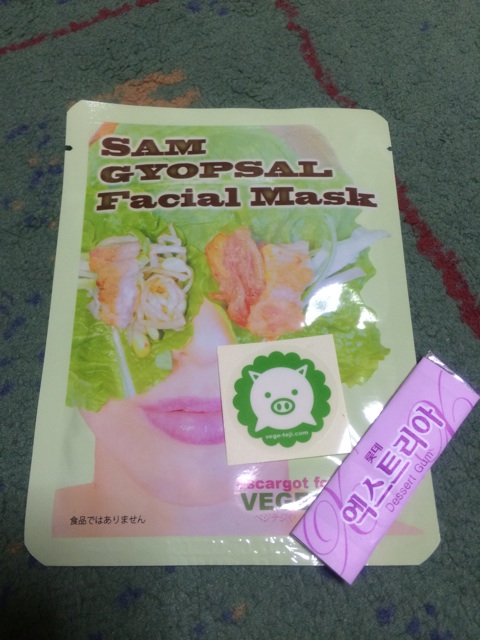 SAM
GYOPSAL
Facial Mask
vege-teji.com
scargot fo
VEGE
食品ではありません
롯데
엑스트리아
Dessert Gum